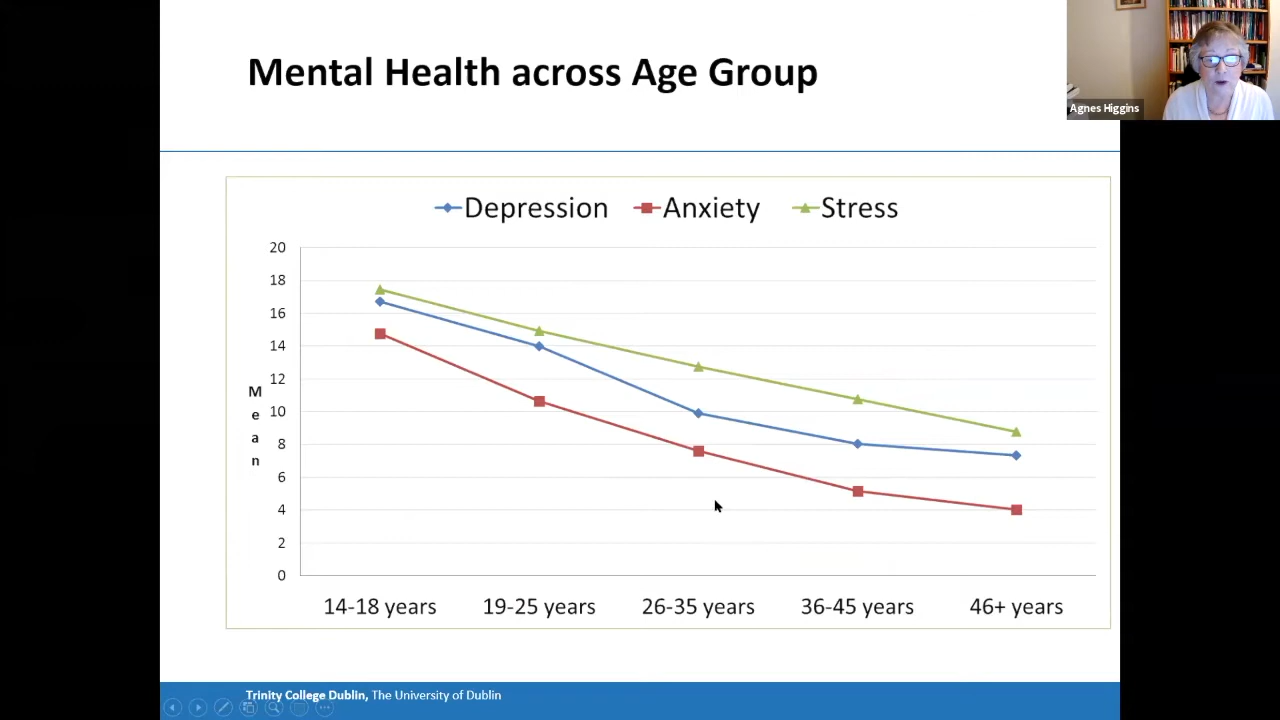 Mental Health across Age Group
Agnes Higgins
Depression Anxiety Stress
20
18
16
14
12
10
8
6
4
2
0
Mean
14-18 years 19-25 years 26-35 years 36-45 years 46+ years
Trinity College Dublin, The University of Dublin